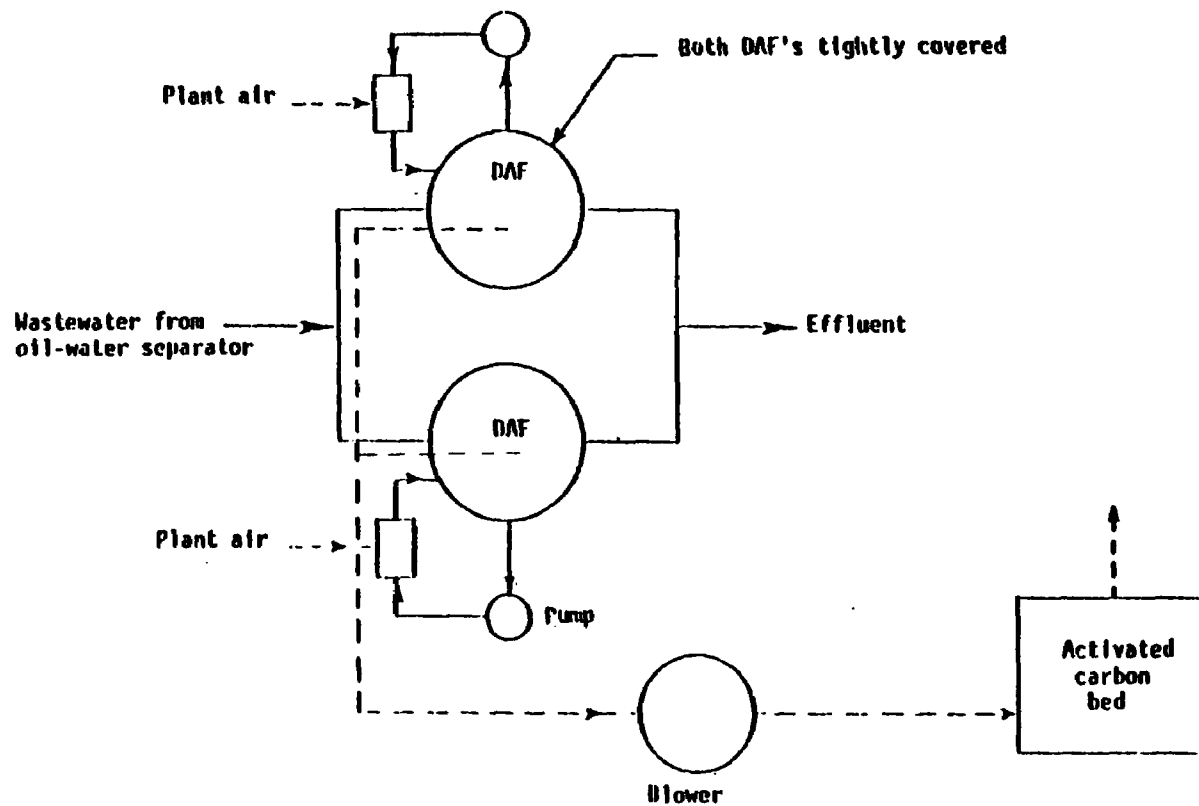 Both DAF's tightly covered
Plant air
DAF
Wastewater from
oil-water separator
Effluent
DAF
Plant air
Pump
Activated
carbon
bed
Blower